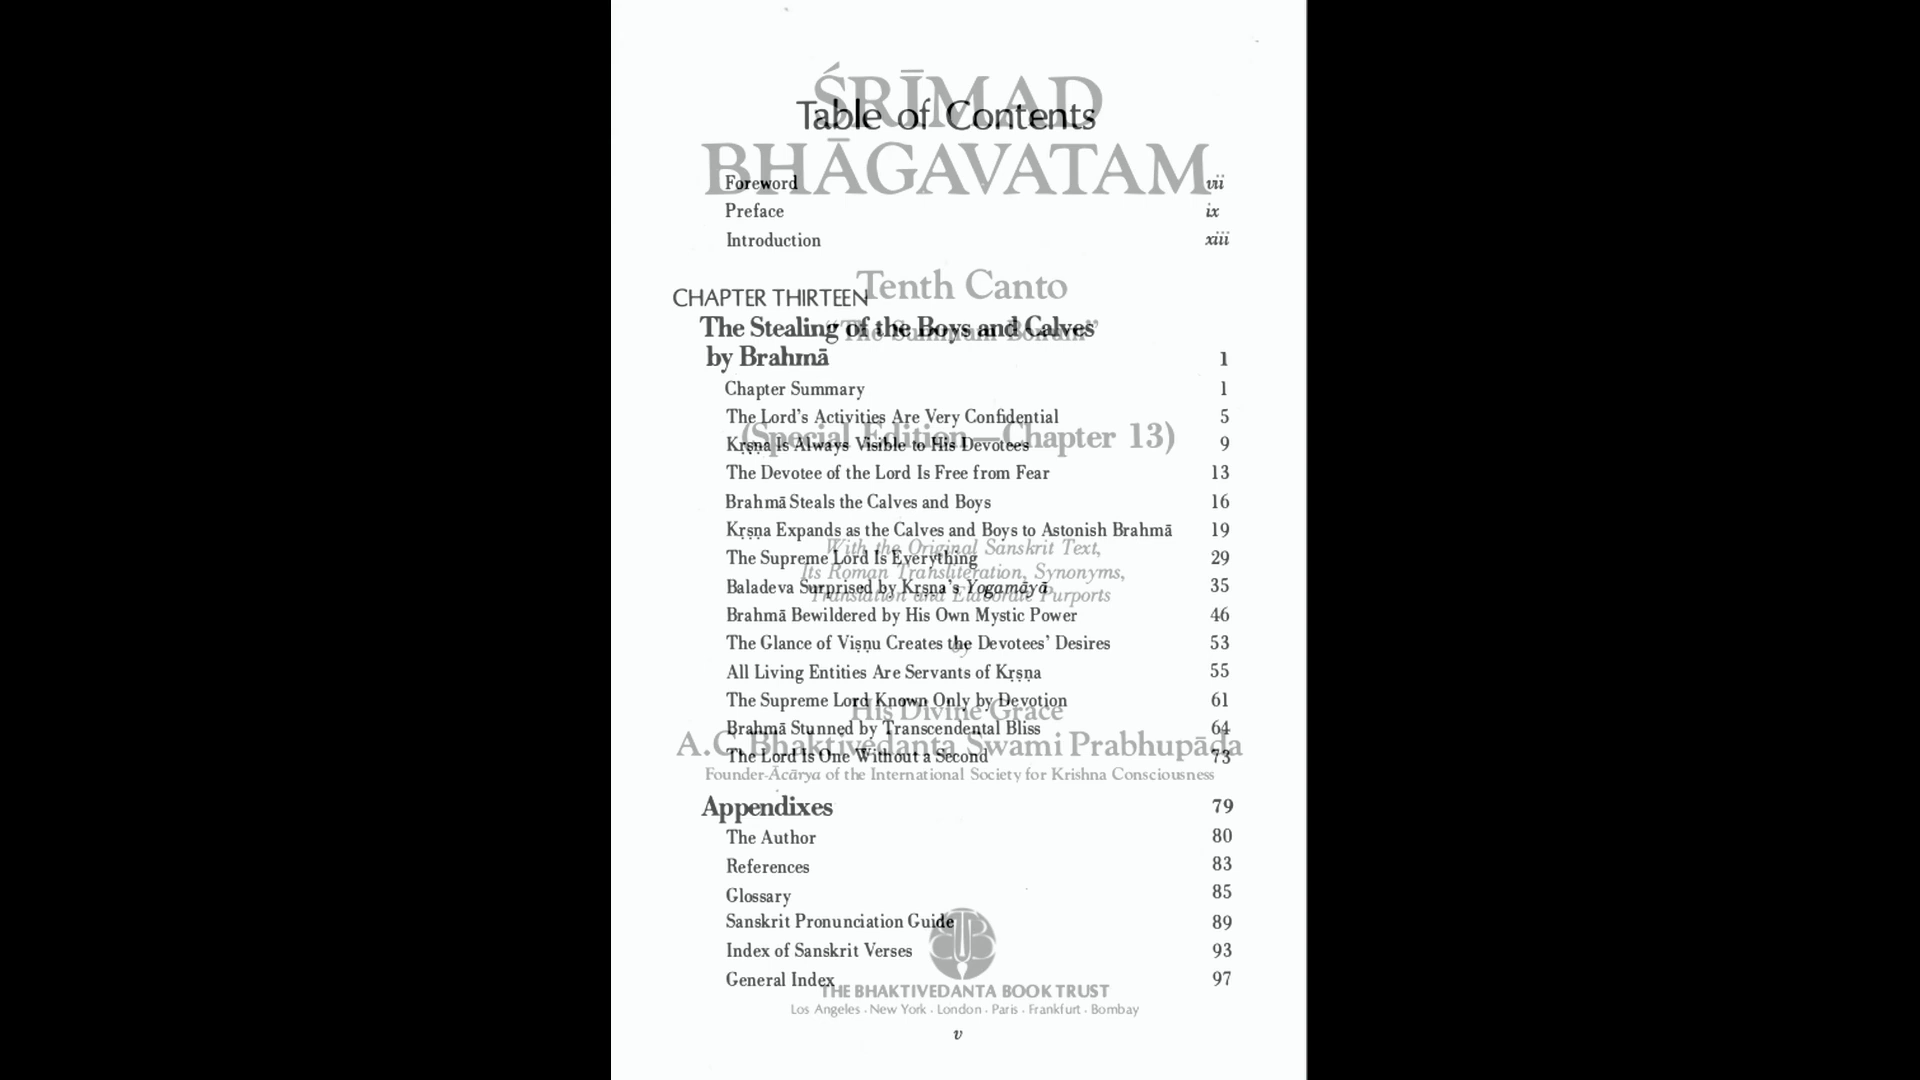 ŚRĪMAD
BHĀGAVATAM
Tenth Canto
"The Summum Bonum"
(Special Edition—Chapter 13)
With the Original Sanskrit Text,
Its Roman Transliteration, Synonyms,
Translation and Elaborate Purports
by
His Divine Grace
A.C. Bhaktivedanta Swami Prabhupāda
Founder-Ācārya of the International Society for Krishna Consciousness
THE BHAKTIVEDANTA BOOK TRUST
Los Angeles · New York · London · Paris · Frankfurt · Bombay
Table of Contents
Foreword vii
Preface ix
Introduction xiii
CHAPTER THIRTEEN
The Stealing of the Boys and Calves
by Brahmā 1
Chapter Summary 1
The Lord's Activities Are Very Confidential 5
Kṛṣṇa Is Always Visible to His Devotees 9
The Devotee of the Lord Is Free from Fear 13
Brahmā Steals the Calves and Boys 16
Kṛṣṇa Expands as the Calves and Boys to Astonish Brahmā 19
The Supreme Lord Is Everything 29
Baladeva Surprised by Kṛṣṇa's Yogamāyā 35
Brahmā Bewildered by His Own Mystic Power 46
The Glance of Viṣṇu Creates the Devotees' Desires 53
All Living Entities Are Servants of Kṛṣṇa 55
The Supreme Lord Known Only by Devotion 61
Brahmā Stunned by Transcendental Bliss 64
The Lord Is One Without a Second 73
Appendixes 79
The Author 80
References 83
Glossary 85
Sanskrit Pronunciation Guide 89
Index of Sanskrit Verses 93
General Index 97
v